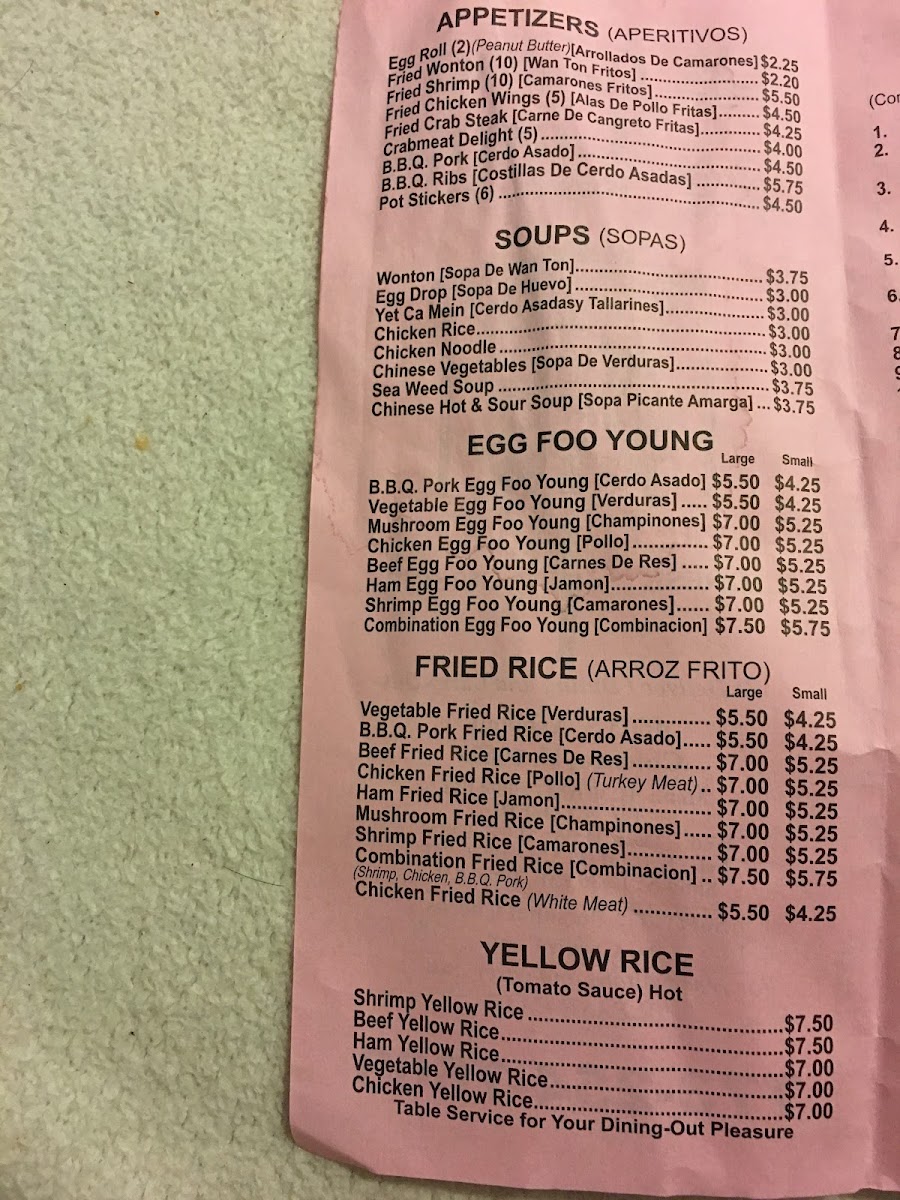 APPETIZERS (APERITIVOS)
Egg Roll (2)(Peanut Butter)[Arrollados De Camarones] $2.25
Fried Wonton (10) [Wan Ton Fritos] ........................ $2.20
Fried Shrimp (10) [Camarones Fritos]..................... $5.50
Fried Chicken Wings (5) [Alas De Pollo Fritas]........ $4.50
Fried Crab Steak [Carne De Cangreto Fritas]............ $4.25
Crabmeat Delight (5)............................................. $4.00
B.B.Q. Pork [Cerdo Asado]..................................... $4.50
B.B.Q. Ribs [Costillas De Cerdo Asadas] ............. $5.75
Pot Stickers (6) ...................................................... $4.50
SOUPS (SOPAS)
Wonton [Sopa De Wan Ton]..................................... $3.75
Egg Drop [Sopa De Huevo]..................................... $3.00
Yet Ca Mein [Cerdo Asadasy Tallarines].................... $3.00
Chicken Rice.......................................................... $3.00
Chicken Noodle ..................................................... $3.00
Chinese Vegetables [Sopa De Verduras].................. $3.00
Sea Weed Soup ..................................................... $3.75
Chinese Hot & Sour Soup [Sopa Picante Amarga] ... $3.75
EGG FOO YOUNG
Large Small
B.B.Q. Pork Egg Foo Young [Cerdo Asado] $5.50 $4.25
Vegetable Egg Foo Young [Verduras] ..... $5.50 $4.25
Mushroom Egg Foo Young [Champinones] $7.00 $5.25
Chicken Egg Foo Young [Pollo]............... $7.00 $5.25
Beef Egg Foo Young [Carnes De Res] ..... $7.00 $5.25
Ham Egg Foo Young [Jamon]................... $7.00 $5.25
Shrimp Egg Foo Young [Camarones]...... $7.00 $5.25
Combination Egg Foo Young [Combinacion] $7.50 $5.75
FRIED RICE (ARROZ FRITO)
Large Small
Vegetable Fried Rice [Verduras].............. $5.50 $4.25
B.B.Q. Pork Fried Rice [Cerdo Asado]..... $5.50 $4.25
Beef Fried Rice [Carnes De Res].............. $7.00 $5.25
Chicken Fried Rice [Pollo] (Turkey Meat).. $7.00 $5.25
Ham Fried Rice [Jamon].......................... $7.00 $5.25
Mushroom Fried Rice [Champinones]..... $7.00 $5.25
Shrimp Fried Rice [Camarones]............... $7.00 $5.25
Combination Fried Rice [Combinacion] .. $7.50 $5.75
(Shrimp, Chicken, B.B.Q. Pork)
Chicken Fried Rice (White Meat) .............. $5.50 $4.25
YELLOW RICE
(Tomato Sauce) Hot
Shrimp Yellow Rice ..............................................$7.50
Beef Yellow Rice...................................................$7.50
Ham Yellow Rice...................................................$7.00
Vegetable Yellow Rice..........................................$7.00
Chicken Yellow Rice.............................................$7.00
Table Service for Your Dining-Out Pleasure
1.
2.
3.
4.
5.
6.
7
8